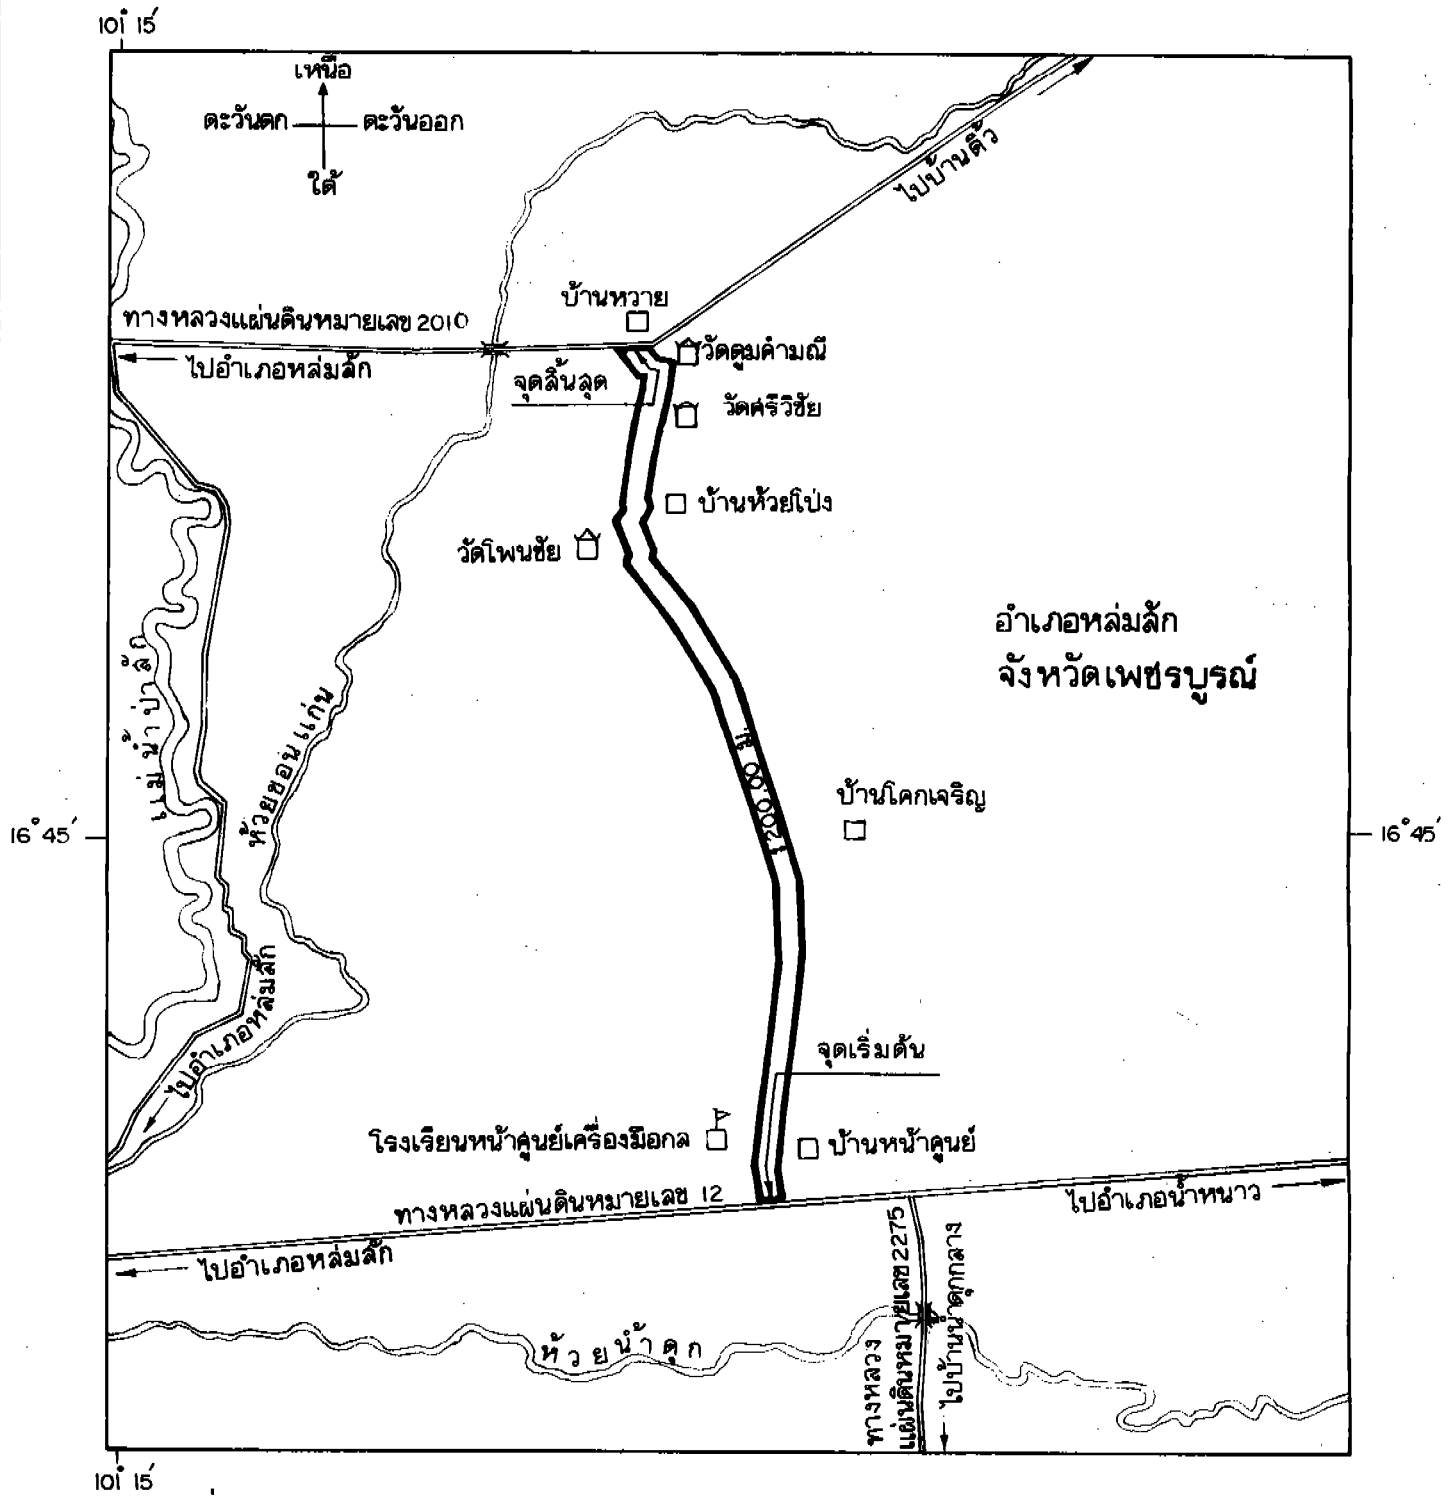 101° 15′
เหนือ
ตะวันตก
ตะวันออก
ใต้
ไปบ้านติ้ว
บ้านหวาย
ทางหลวงแผ่นดินหมายเลข 2010
ไปอำเภอหล่มสัก
วัดตูมคำมณี
จุดสิ้นสุด
วัดศรีวิชัย
บ้านห้วยโป่ง
วัดโพนชัย
อำเภอหล่มสัก
จังหวัดเพชรบูรณ์
แม่น้ำป่าสัก
ห้วยขอนแก่น
บ้านโคกเจริญ
16° 45′
16° 45′
ไปอำเภอหล่มสัก
จุดเริ่มต้น
โรงเรียนหน้าศูนย์เครื่องมือกล
บ้านหน้าศูนย์
ทางหลวงแผ่นดินหมายเลข 12
ไปอำเภอน้ำหนาว
ไปอำเภอหล่มสัก
ทางหลวง
แผ่นดินหมายเลข 2275
ไปบ้านน้ำดุกกลาง
ห้วยน้ำดุก
101° 15′